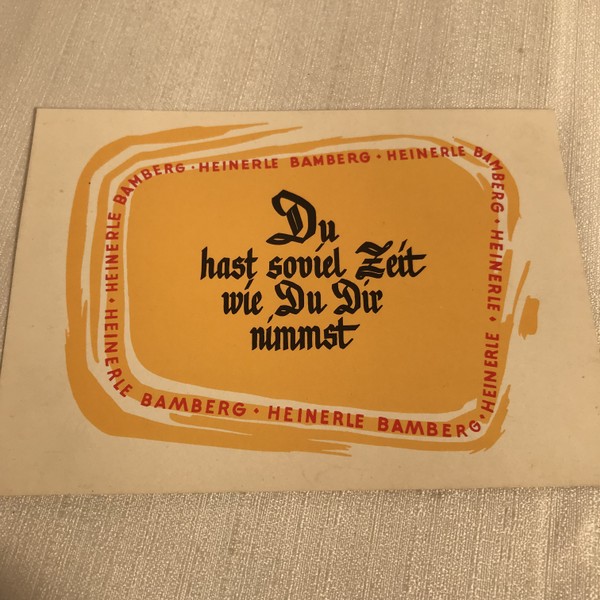 HEINERLE BAMBERG · HEINERLE BAMBERG · HEINERLE BAMBERG · HEINERLE · HEINERLE BAMBERG · HEINERLE BAMBERG ·
Du
hast soviel Zeit
wie Du Dir
nimmst